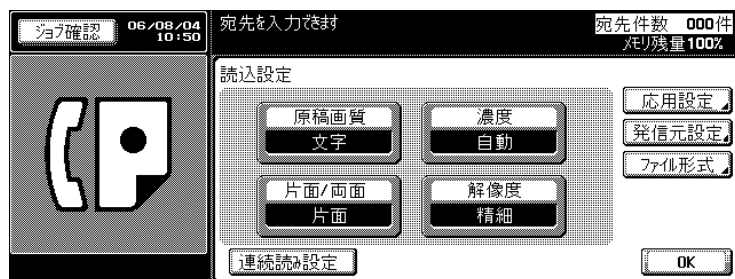 ジョブ確認
06/08/04
10:50
宛先を入力できます
宛先件数 000件
メモリ残量100%
読込設定
原稿画質
文字
濃度
自動
片面/両面
片面
解像度
精細
応用設定
発信元設定
ファイル形式
連続読み設定
OK